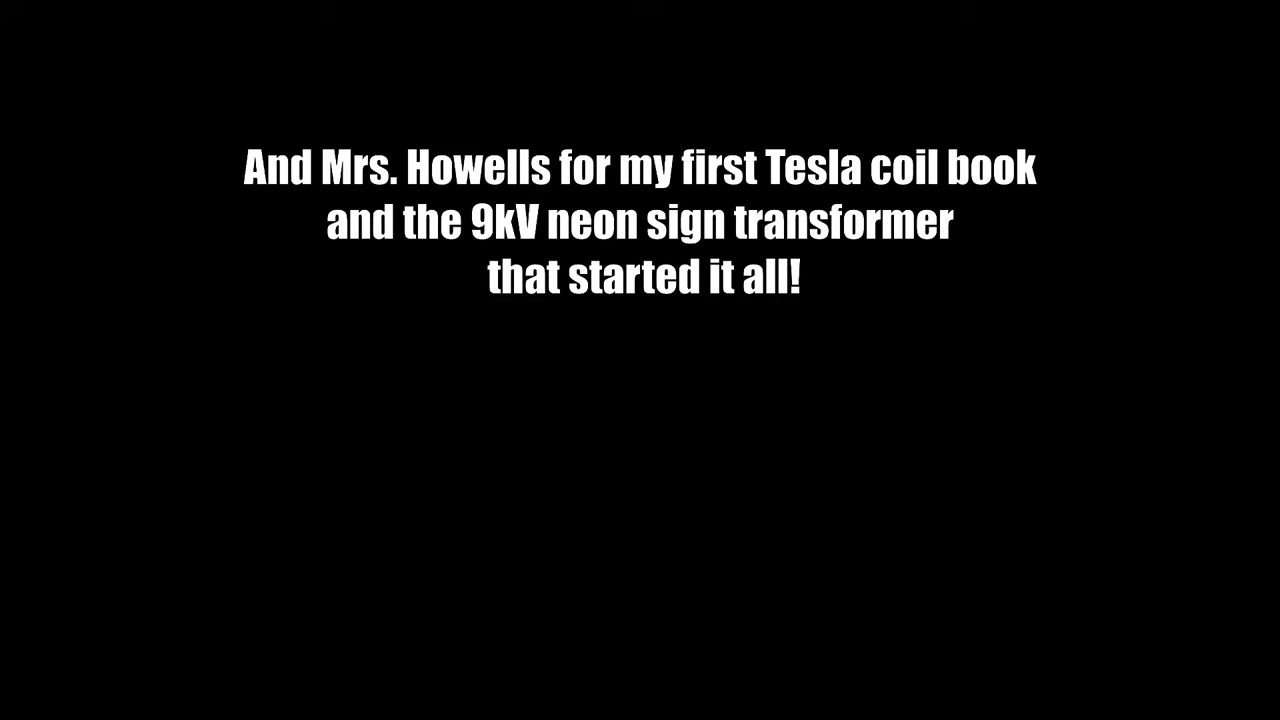 And Mrs. Howells for my first Tesla coil book
and the 9kV neon sign transformer
that started it all!